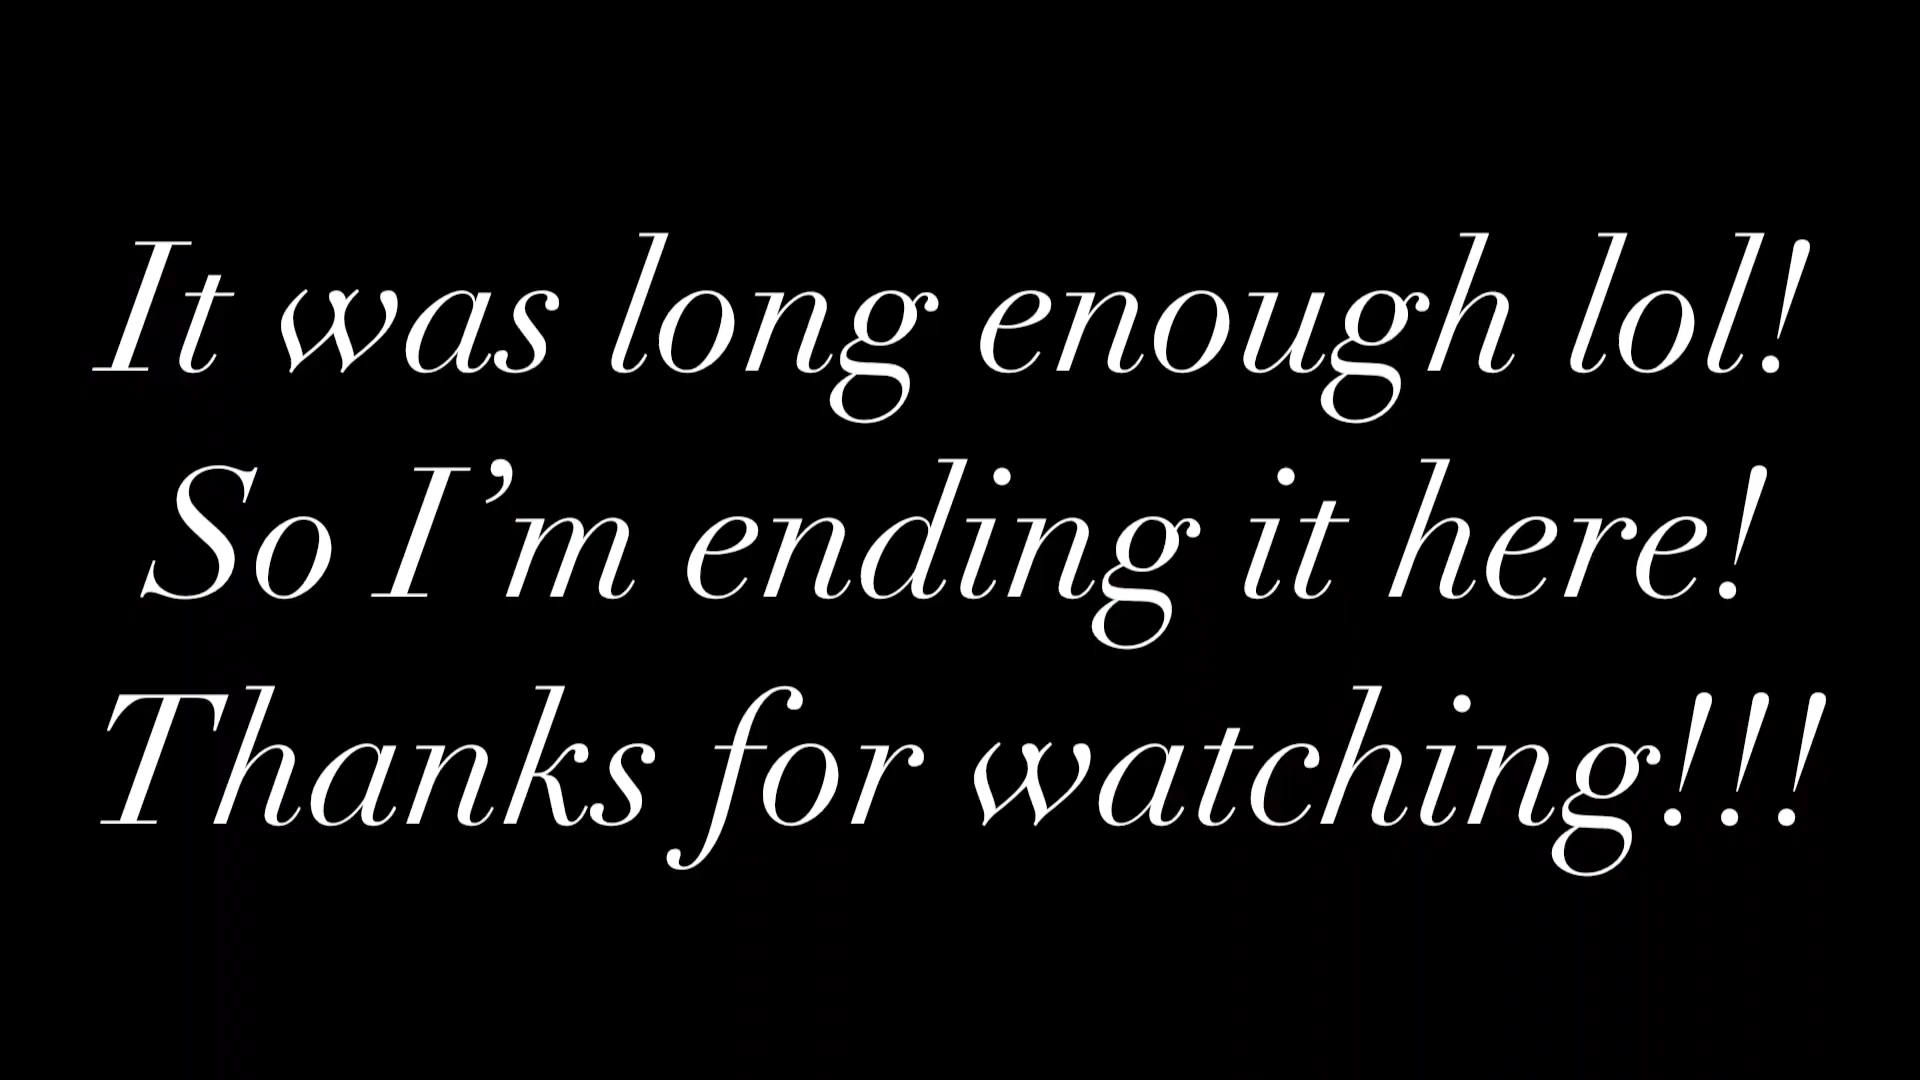 It was long enough lol!
So I’m ending it here!
Thanks for watching!!!